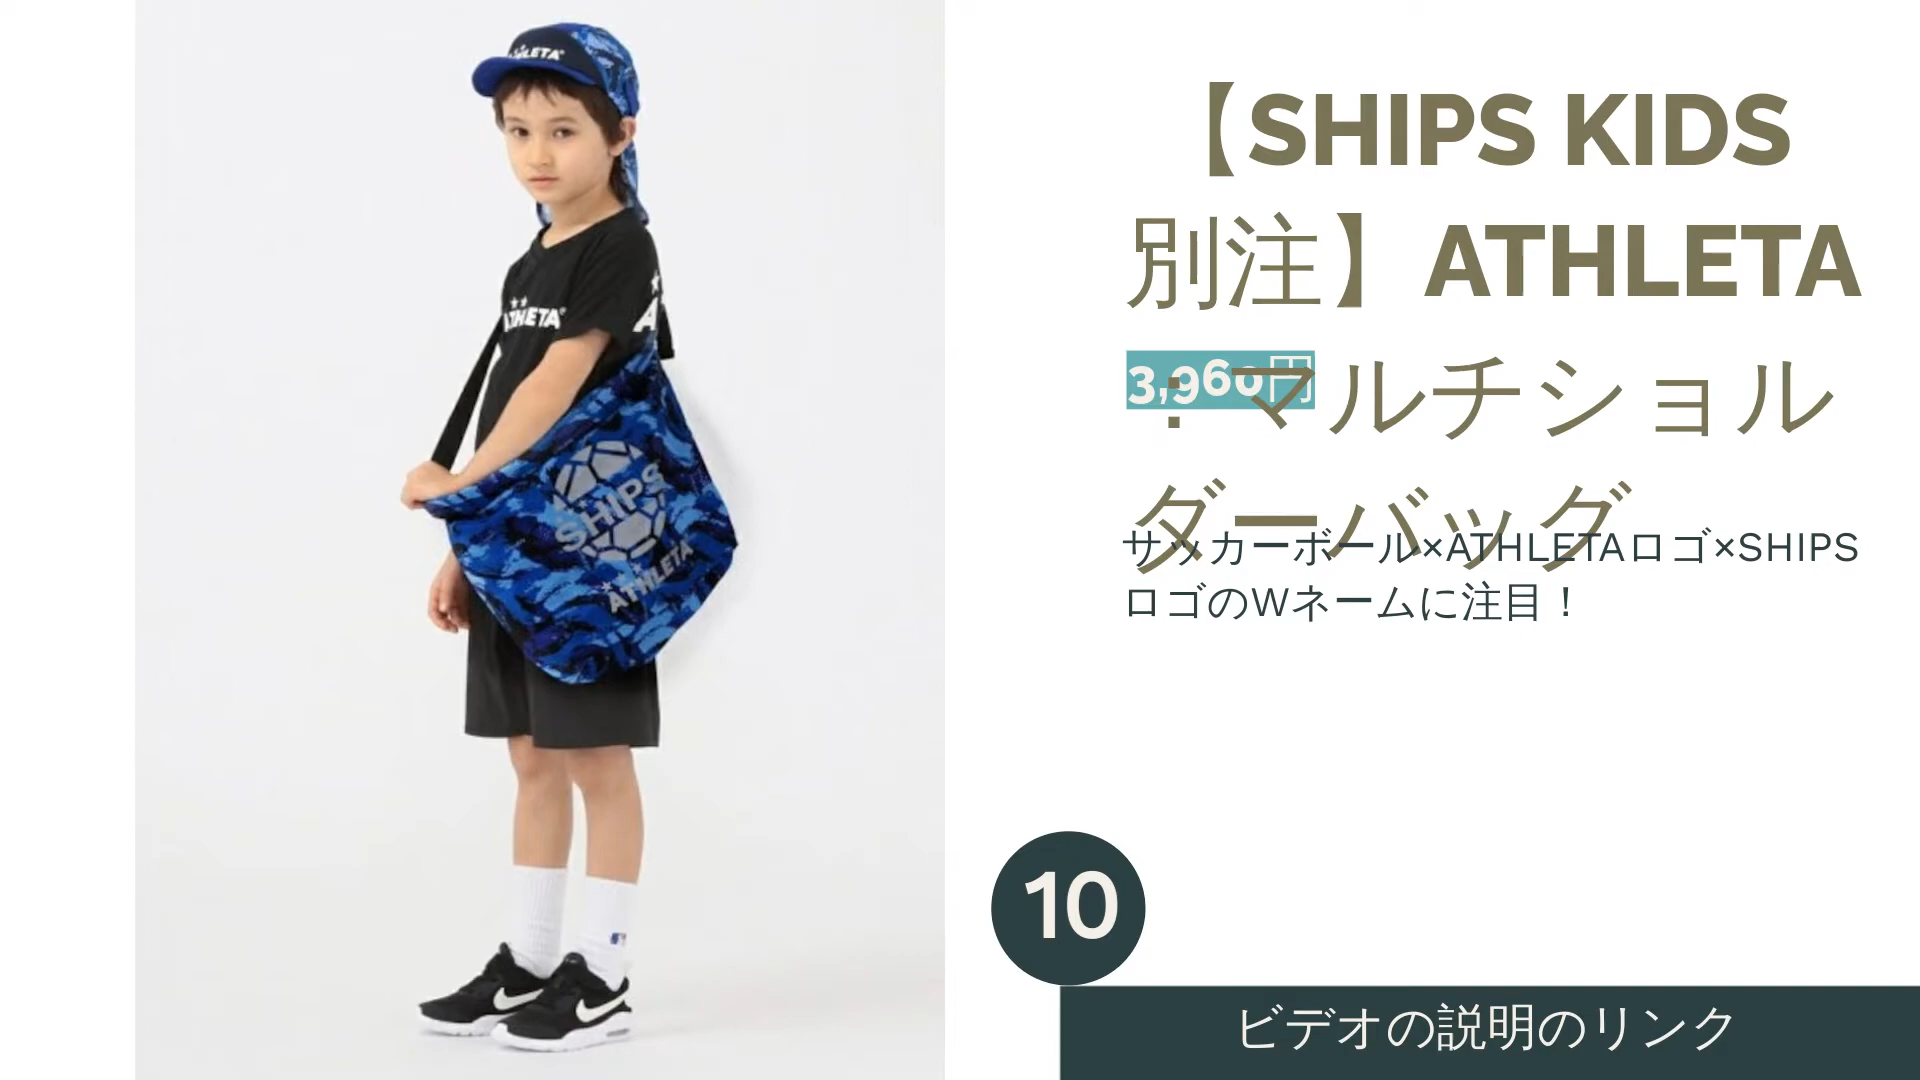 【SHIPS KIDS
別注】ATHLETA
：マルチショル
ダーバッグ
3,960円
サッカーボール×ATHLETAロゴ×SHIPS
ロゴのWネームに注目！
10
ビデオの説明のリンク
ATHLETA
ATHLETA
SHIPS
ATHLETA